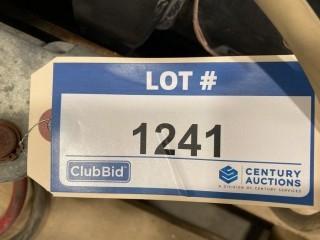 LOT #
1241
ClubBid
CENTURY
AUCTIONS
A DIVISION OF CENTURY SERVICES